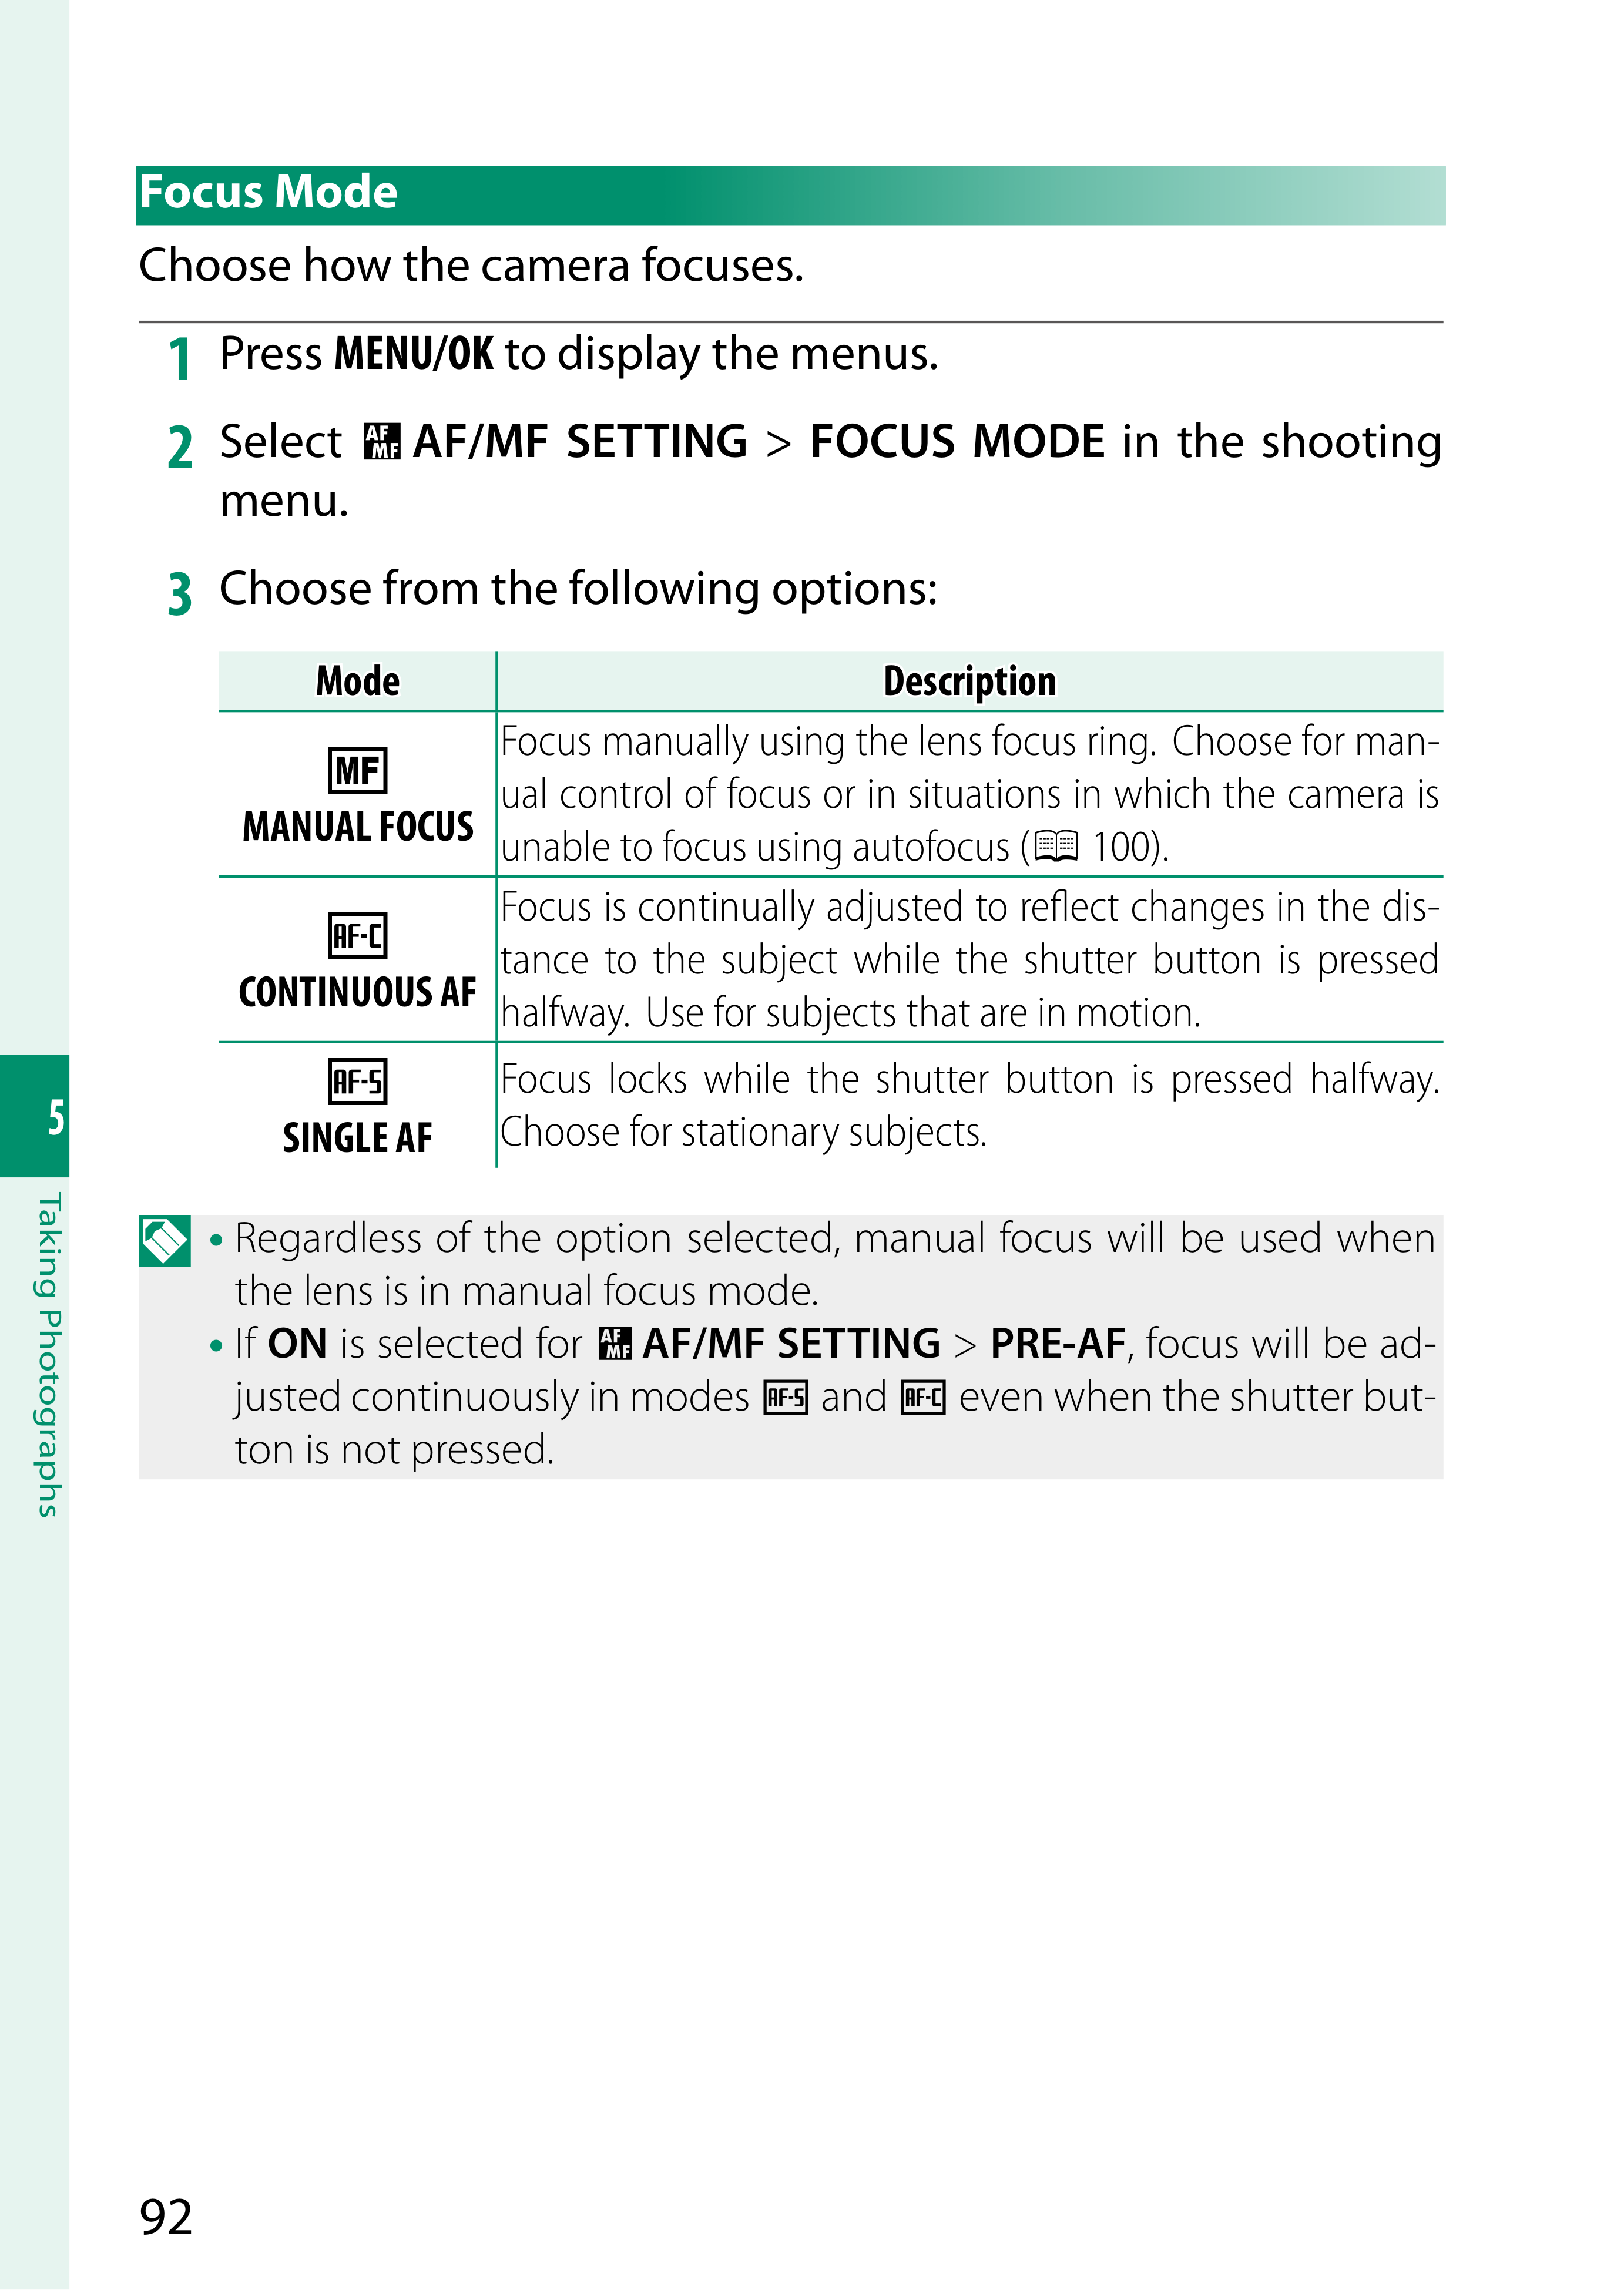 Focus Mode
Choose how the camera focuses.
1 Press MENU/OK to display the menus.
2 Select AF MF AF/MF SETTING > FOCUS MODE in the shooting
menu.
3 Choose from the following options:
Mode Description
MF
MANUAL FOCUS
Focus manually using the lens focus ring. Choose for man-
ual control of focus or in situations in which the camera is
unable to focus using autofocus (100).
AF-C
CONTINUOUS AF
Focus is continually adjusted to reflect changes in the dis-
tance to the subject while the shutter button is pressed
halfway. Use for subjects that are in motion.
AF-S
SINGLE AF
Focus locks while the shutter button is pressed halfway.
Choose for stationary subjects.
• Regardless of the option selected, manual focus will be used when
the lens is in manual focus mode.
• If ON is selected for AF MF AF/MF SETTING > PRE-AF, focus will be ad-
justed continuously in modes AF-S and AF-C even when the shutter but-
ton is not pressed.
5
Taking Photographs
92